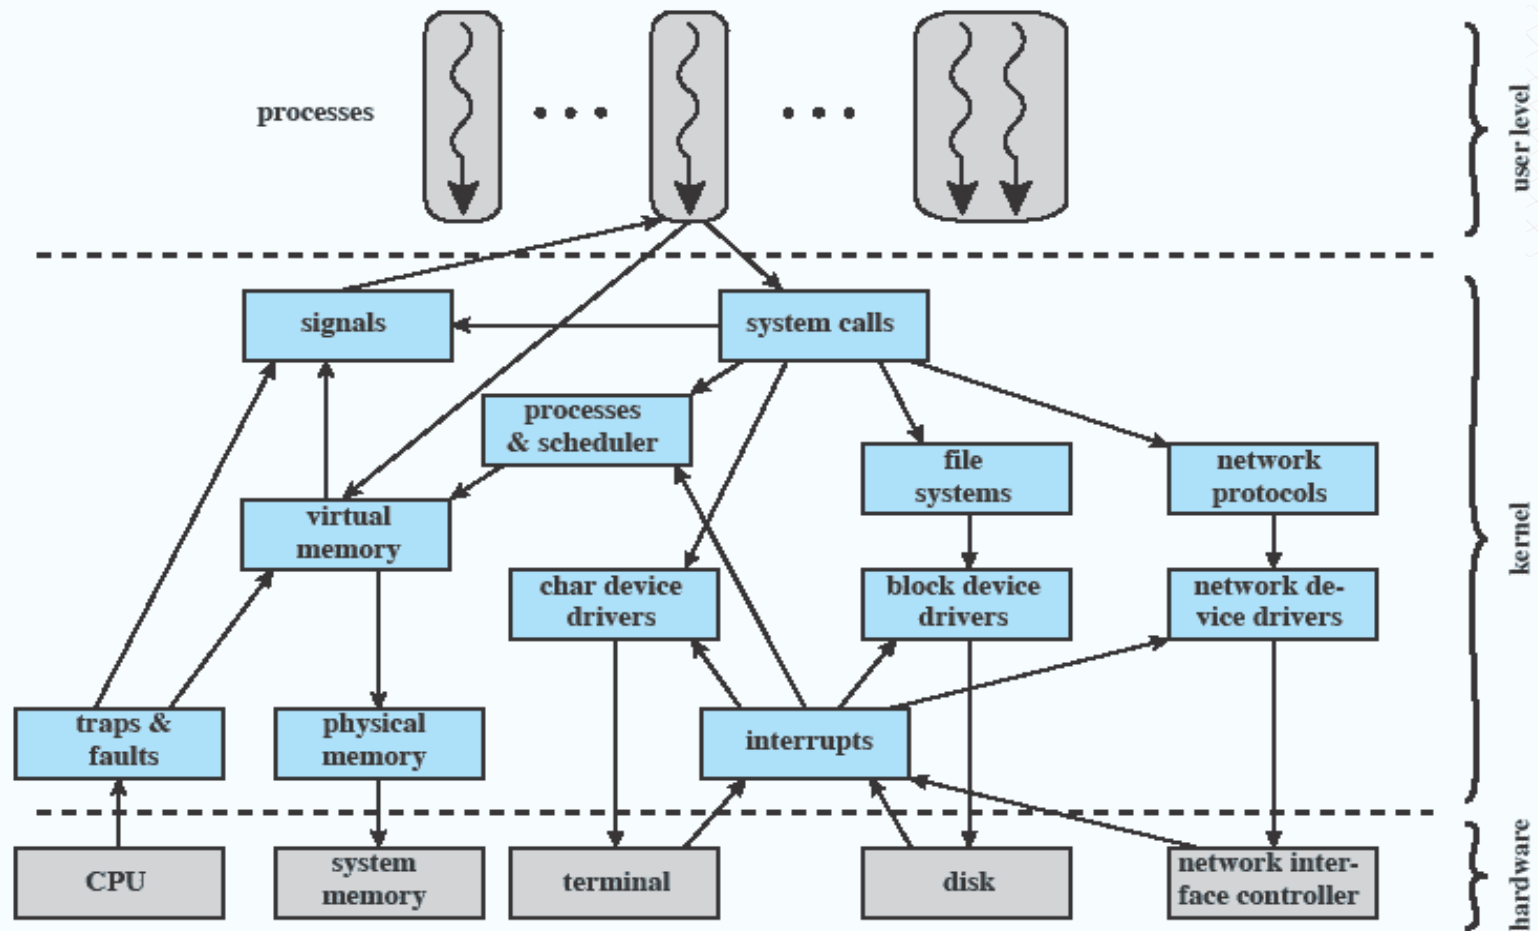 processes
user level
signals
system calls
processes
& scheduler
file
systems
network
protocols
virtual
memory
kernel
char device
drivers
block device
drivers
network de-
vice drivers
traps &
faults
physical
memory
interrupts
CPU
system
memory
terminal
disk
network inter-
face controller
hardware